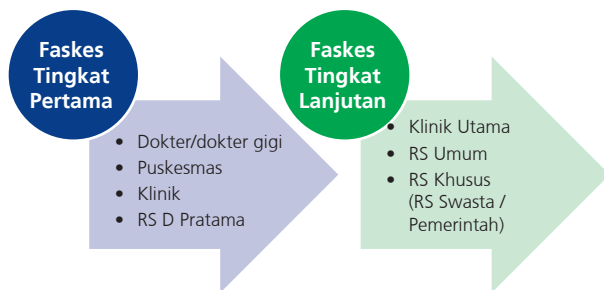 Faskes
Tingkat
Pertama
• Dokter/dokter gigi
• Puskesmas
• Klinik
• RS D Pratama
Faskes
Tingkat
Lanjutan
• Klinik Utama
• RS Umum
• RS Khusus
(RS Swasta /
Pemerintah)